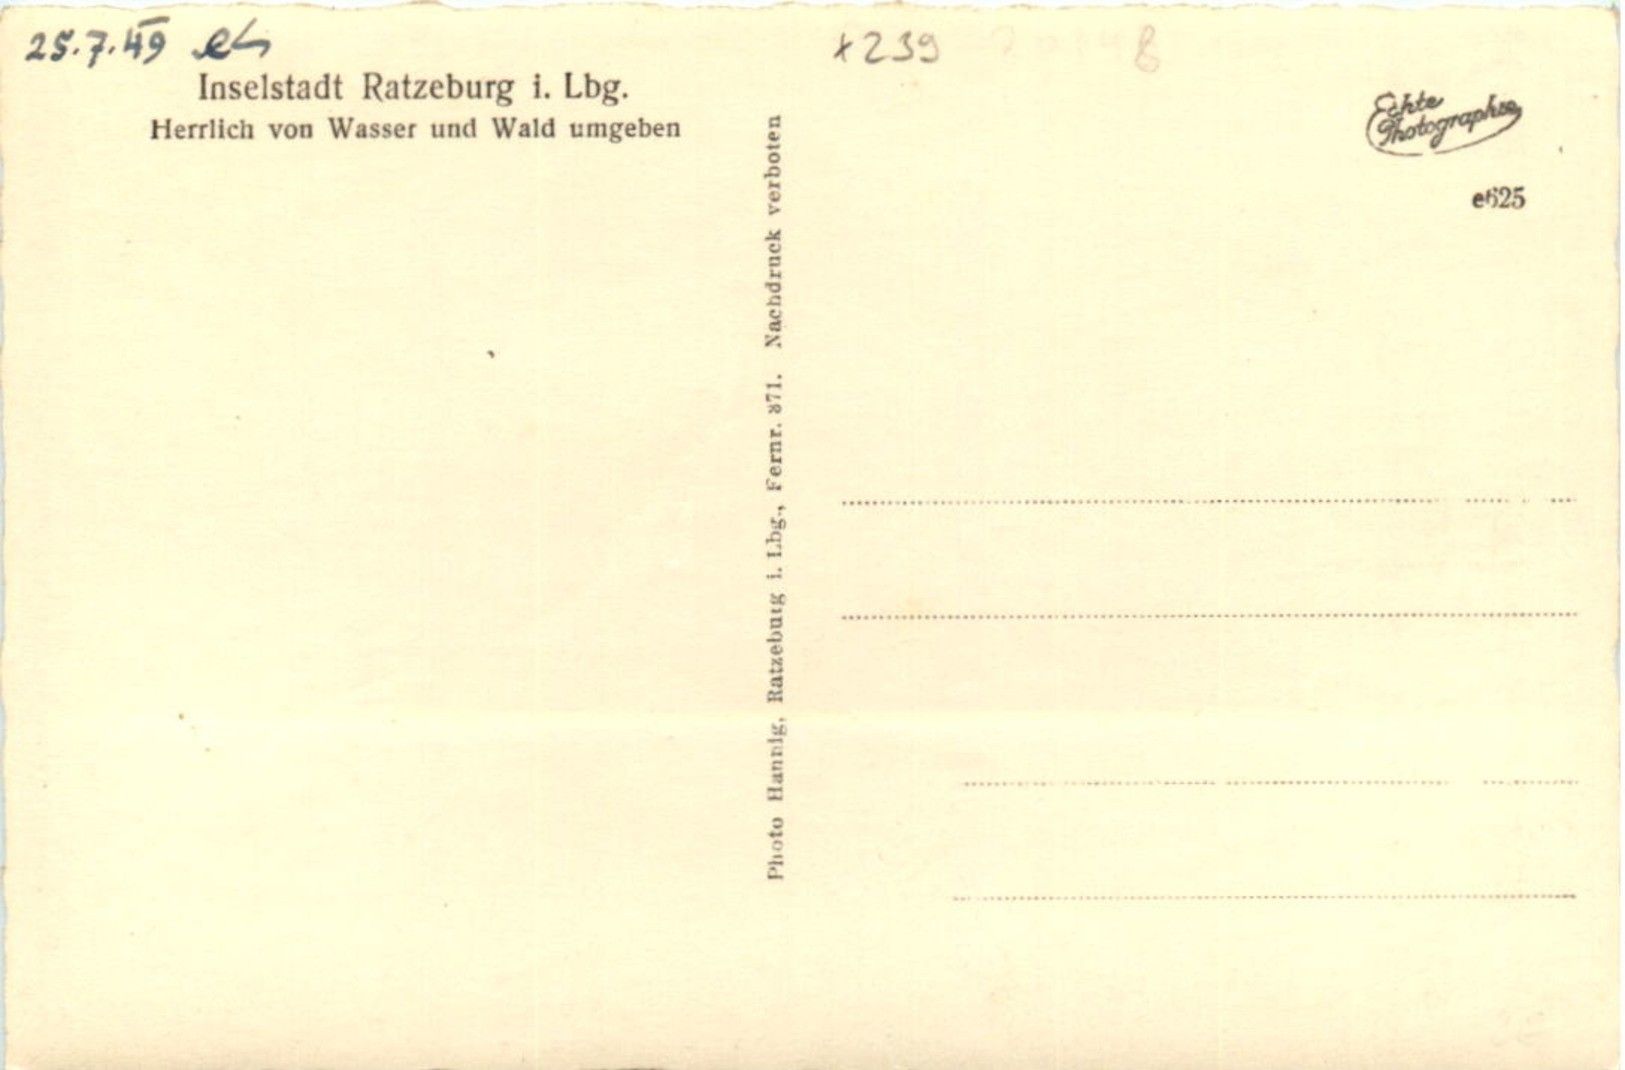 25.7.49
Inselstadt Ratzeburg i. Lbg.
Herrlich von Wasser und Wald umgeben
Photo Hannig, Ratzeburg i. Lbg., Fernr. 871. Nachdruck verboten
x239
Echte
Photographie
e625